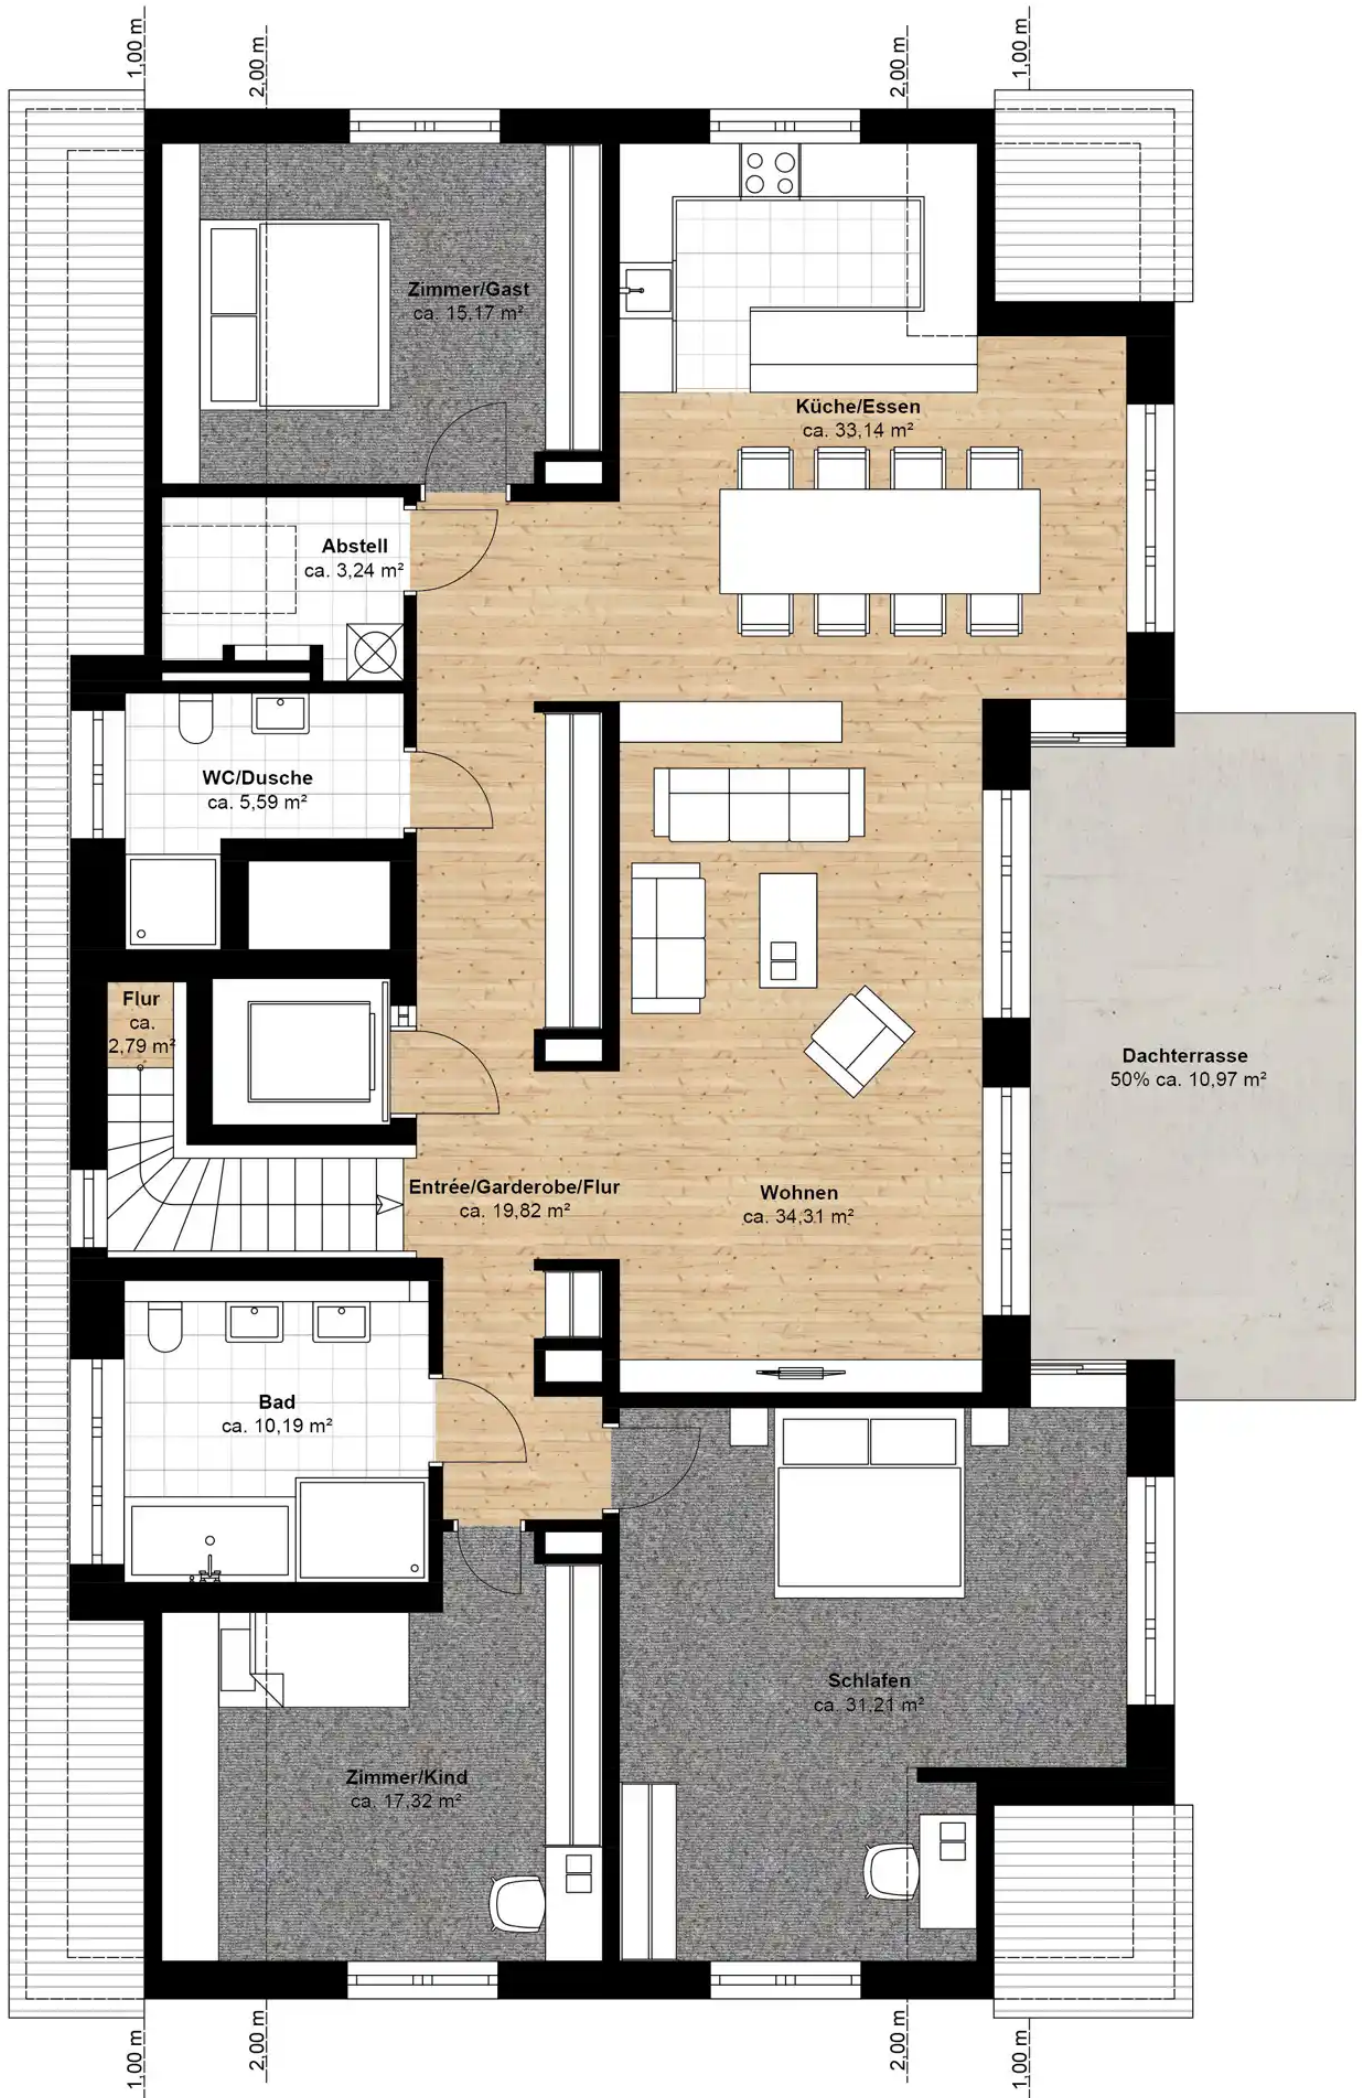 1,00 m
2,00 m
2,00 m
1,00 m
Zimmer/Gast
ca. 15,17 m²
Küche/Essen
ca. 33,14 m²
Abstell
ca. 3,24 m²
WC/Dusche
ca. 5,59 m²
Flur
ca.
2,79 m²
Dachterrasse
50% ca. 10,97 m²
Entrée/Garderobe/Flur
ca. 19,82 m²
Wohnen
ca. 34,31 m²
Bad
ca. 10,19 m²
Schlafen
ca. 31,21 m²
Zimmer/Kind
ca. 17,32 m²
1,00 m
2,00 m
2,00 m
1,00 m